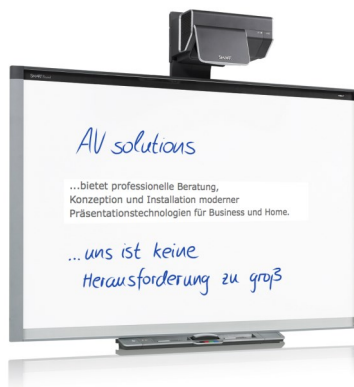 SMART
AV solutions
...bietet professionelle Beratung,
Konzeption und Installation moderner
Präsentationstechnologien für Business und Home.
...uns ist keine
Herausforderung zu groß